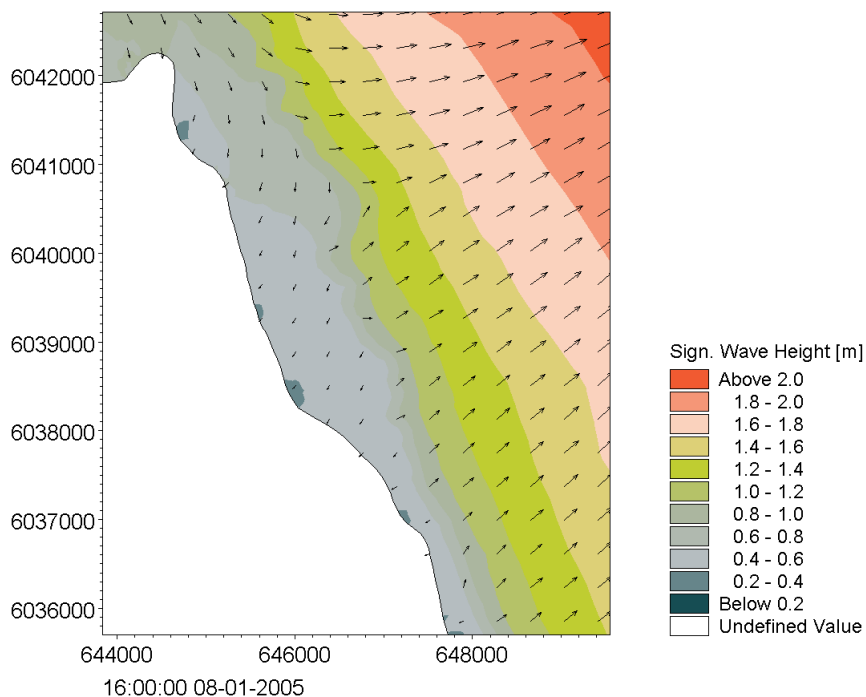 6042000
6041000
6040000
6039000
6038000
6037000
6036000
644000
646000
648000
16:00:00 08-01-2005
Sign. Wave Height [m]
Above 2.0
1.8 - 2.0
1.6 - 1.8
1.4 - 1.6
1.2 - 1.4
1.0 - 1.2
0.8 - 1.0
0.6 - 0.8
0.4 - 0.6
0.2 - 0.4
Below 0.2
Undefined Value